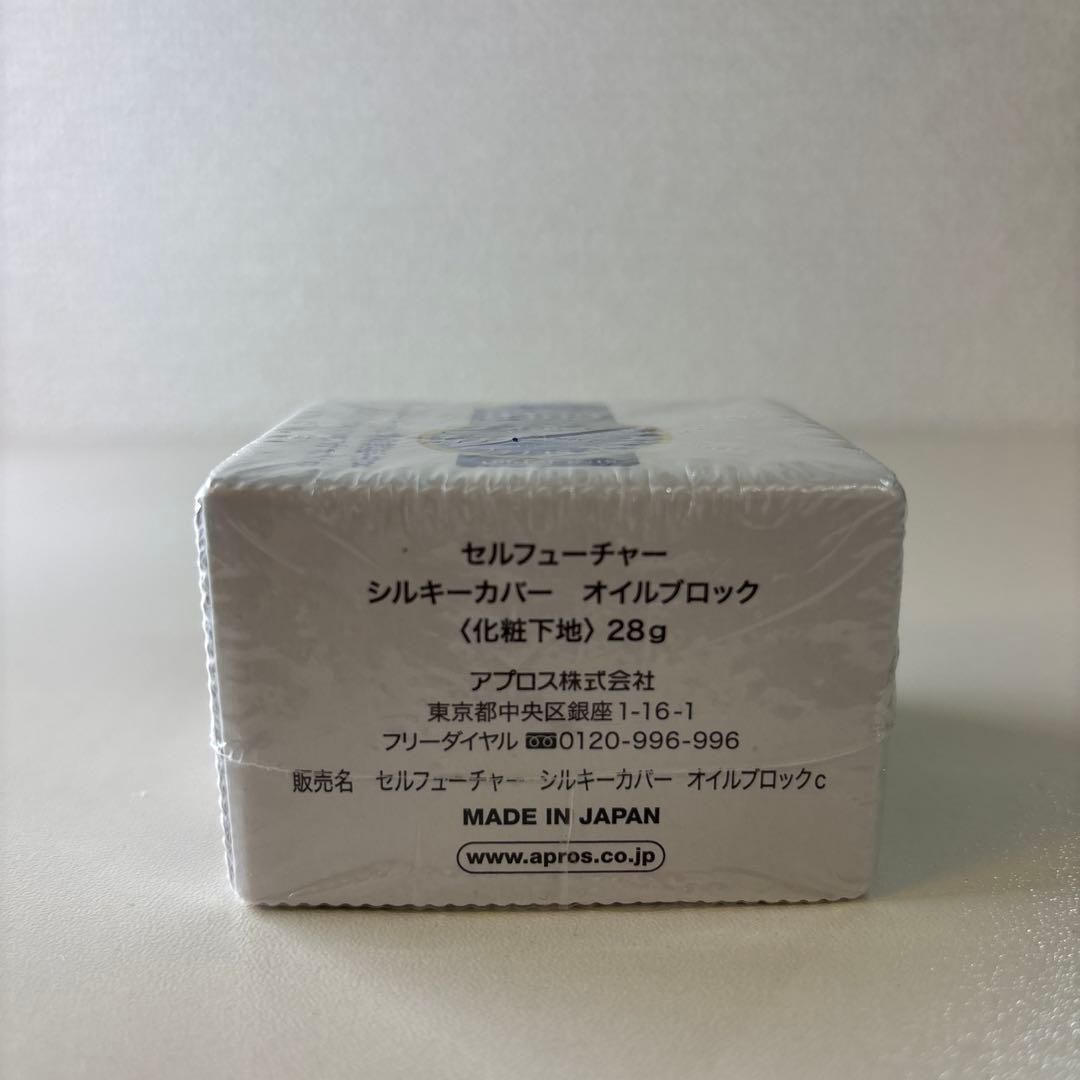 セルフューチャー
シルキーカバー　オイルブロック
〈化粧下地〉28g
アプロス株式会社
東京都中央区銀座1-16-1
フリーダイヤル 0120-996-996
販売名　セルフューチャー　シルキーカバー　オイルブロックc
MADE IN JAPAN
www.apros.co.jp